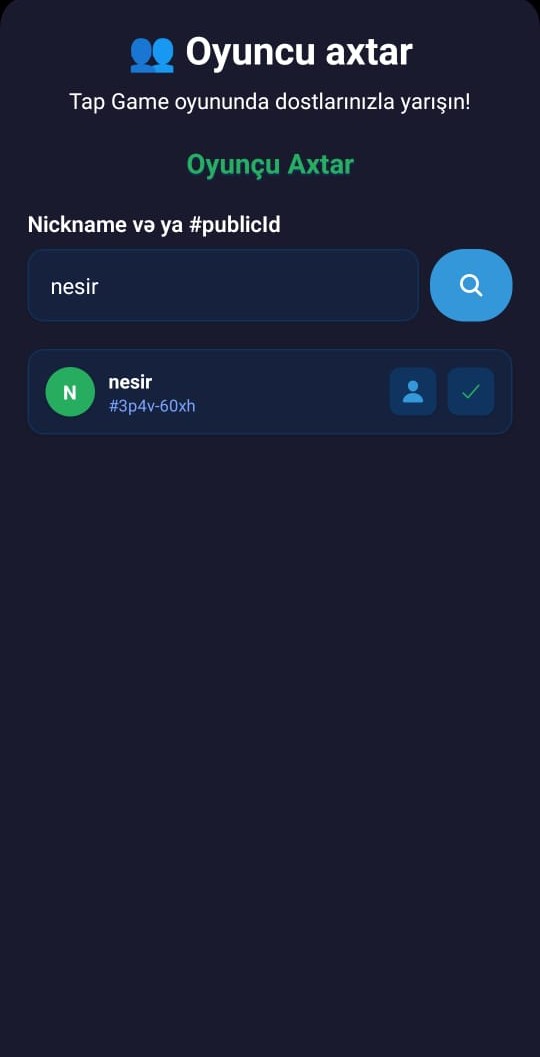 👥 Oyuncu axtar
Tap Game oyununda dostlarınızla yarışın!
Oyunçu Axtar
Nickname və ya #publicId
nesir
N
nesir
#3p4v-60xh